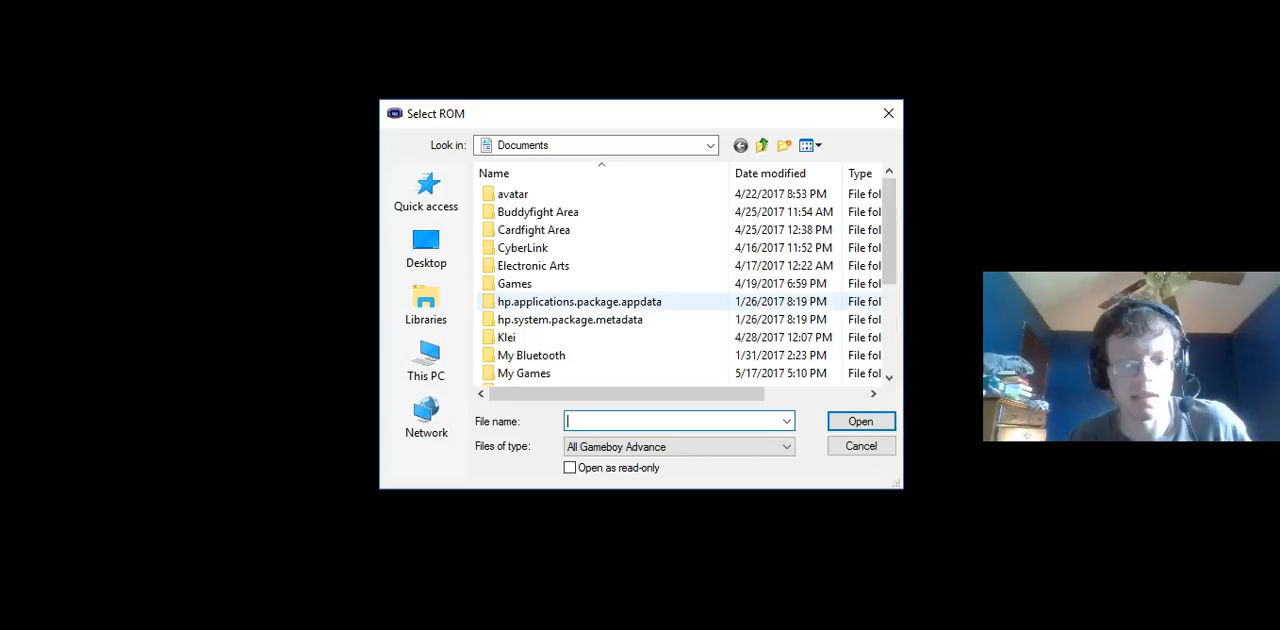 Select ROM
Look in: Documents
Name Date modified Type
avatar 4/22/2017 8:53 PM File fol
Buddyfight Area 4/25/2017 11:54 AM File fol
Cardfight Area 4/25/2017 12:38 PM File fol
CyberLink 4/16/2017 11:52 PM File fol
Electronic Arts 4/17/2017 12:22 AM File fol
Games 4/19/2017 6:59 PM File fol
hp.applications.package.appdata 1/26/2017 8:19 PM File fol
hp.system.package.metadata 1/26/2017 8:19 PM File fol
Klei 4/28/2017 12:07 PM File fol
My Bluetooth 1/31/2017 2:23 PM File fol
My Games 5/17/2017 5:10 PM File fol
Quick access
Desktop
Libraries
This PC
Network
File name: Open
Files of type: All Gameboy Advance Cancel
Open as read-only